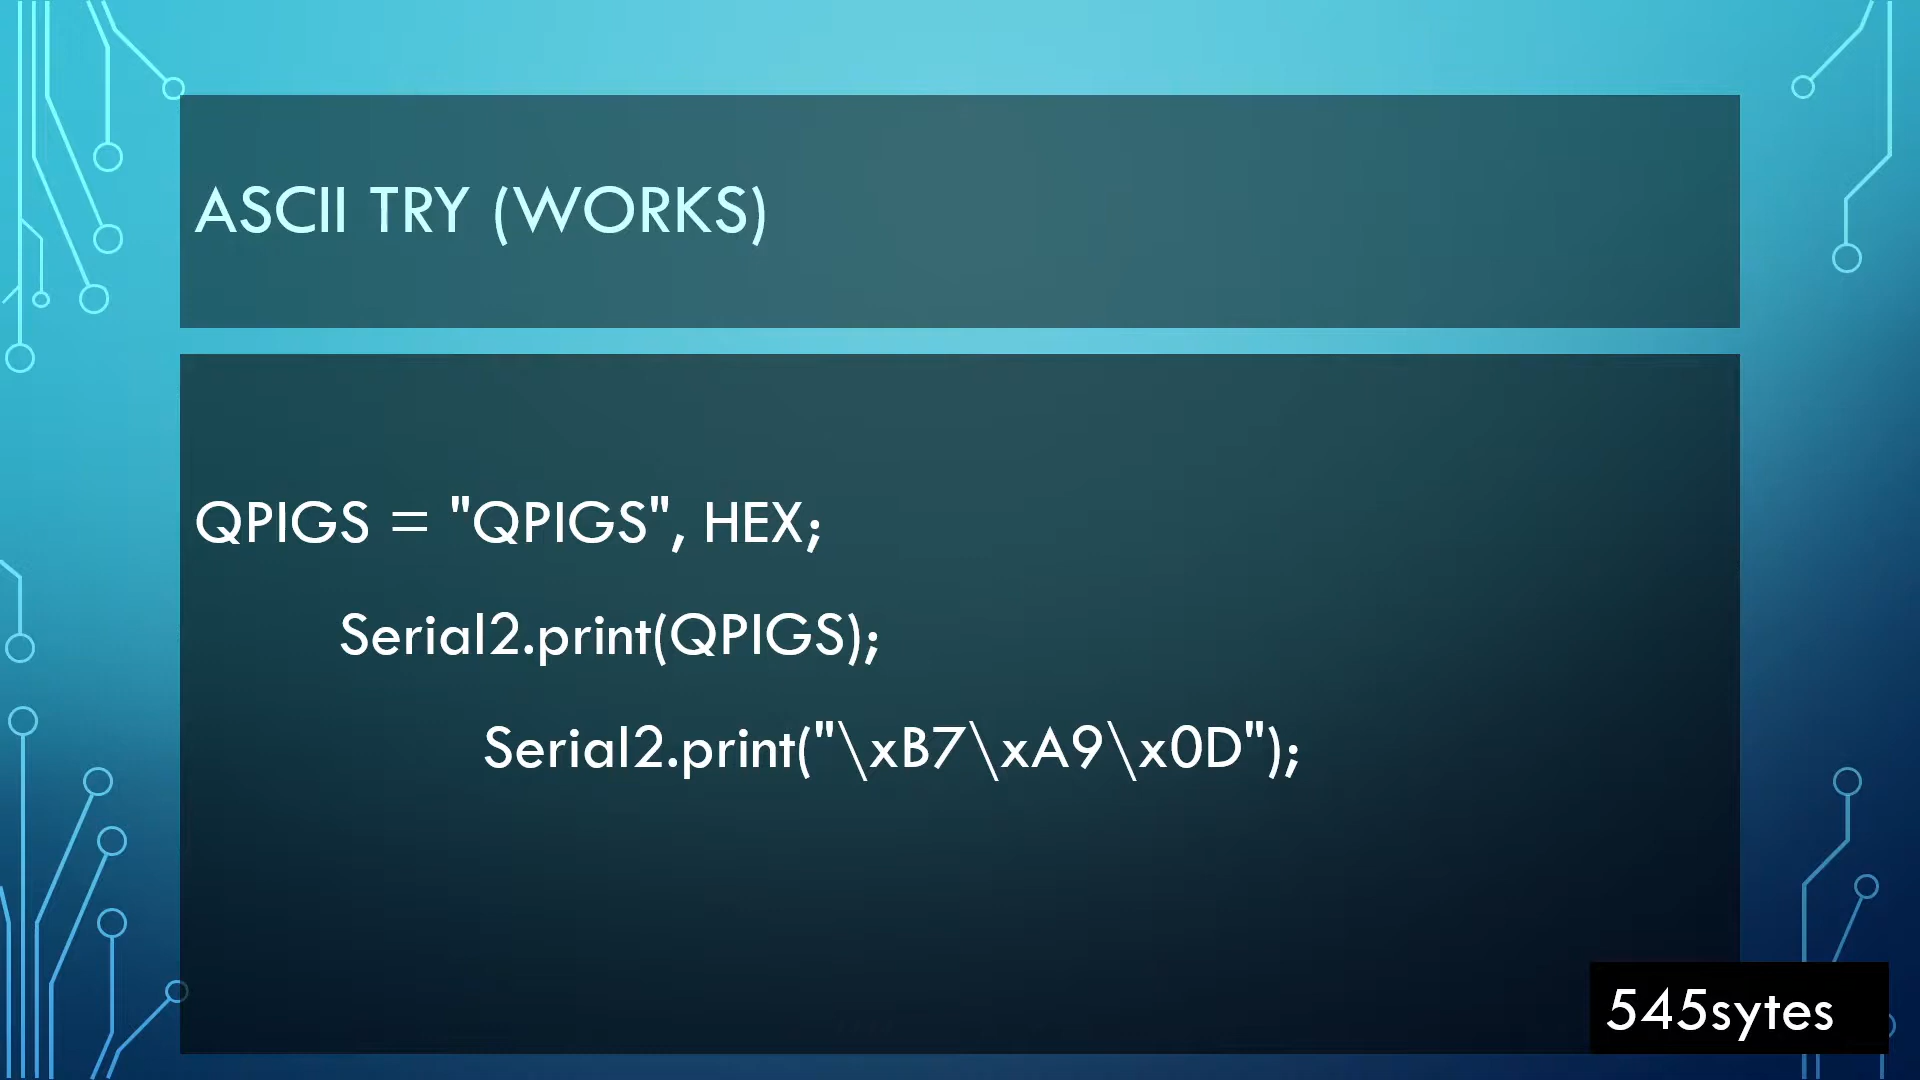 ASCII TRY (WORKS)
QPIGS = "QPIGS", HEX;
Serial2.print(QPIGS);
Serial2.print("\xB7\xA9\x0D");
545sytes